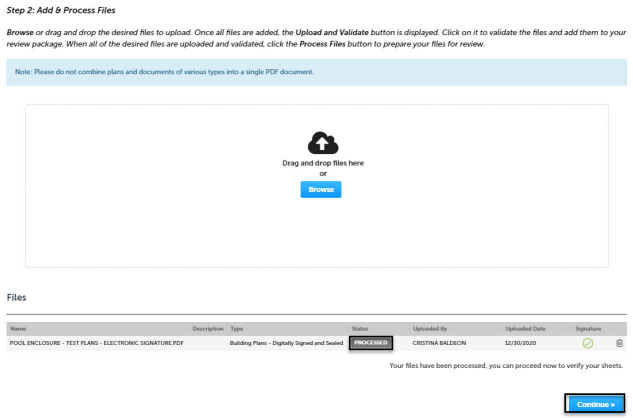 Step 2: Add & Process Files
Browse or drag and drop the desired files to upload. Once all files are added, the Upload and Validate button is displayed. Click on it to validate the files and add them to your
review package. When all of the desired files are uploaded and validated, click the Process Files button to prepare your files for review.
Note: Please do not combine plans and documents of various types into a single PDF document.
Drag and drop files here
or
Browse
Files
Name Description Type Status Uploaded By Uploaded Date Signature
POOL ENCLOSURE - TEST PLANS - ELECTRONIC SIGNATURE.PDF Building Plans - Digitally Signed and Sealed PROCESSED CRISTINA BALDEON 12/30/2020
Your files have been processed, you can proceed now to verify your sheets.
Continue »